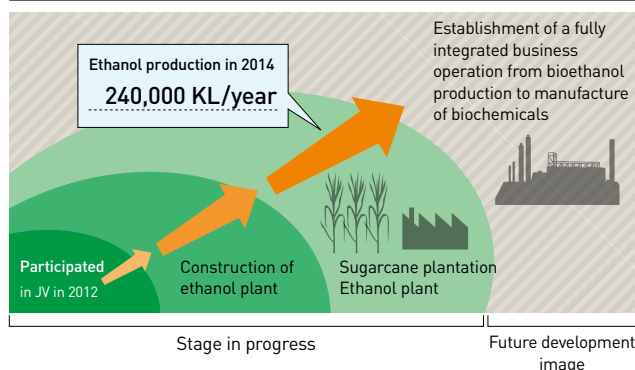 Establishment of a fully
integrated business
operation from bioethanol
production to manufacture
of biochemicals
Ethanol production in 2014
240,000 KL/year
Participated
in JV in 2012
Construction of
ethanol plant
Sugarcane plantation
Ethanol plant
Stage in progress
Future development
image